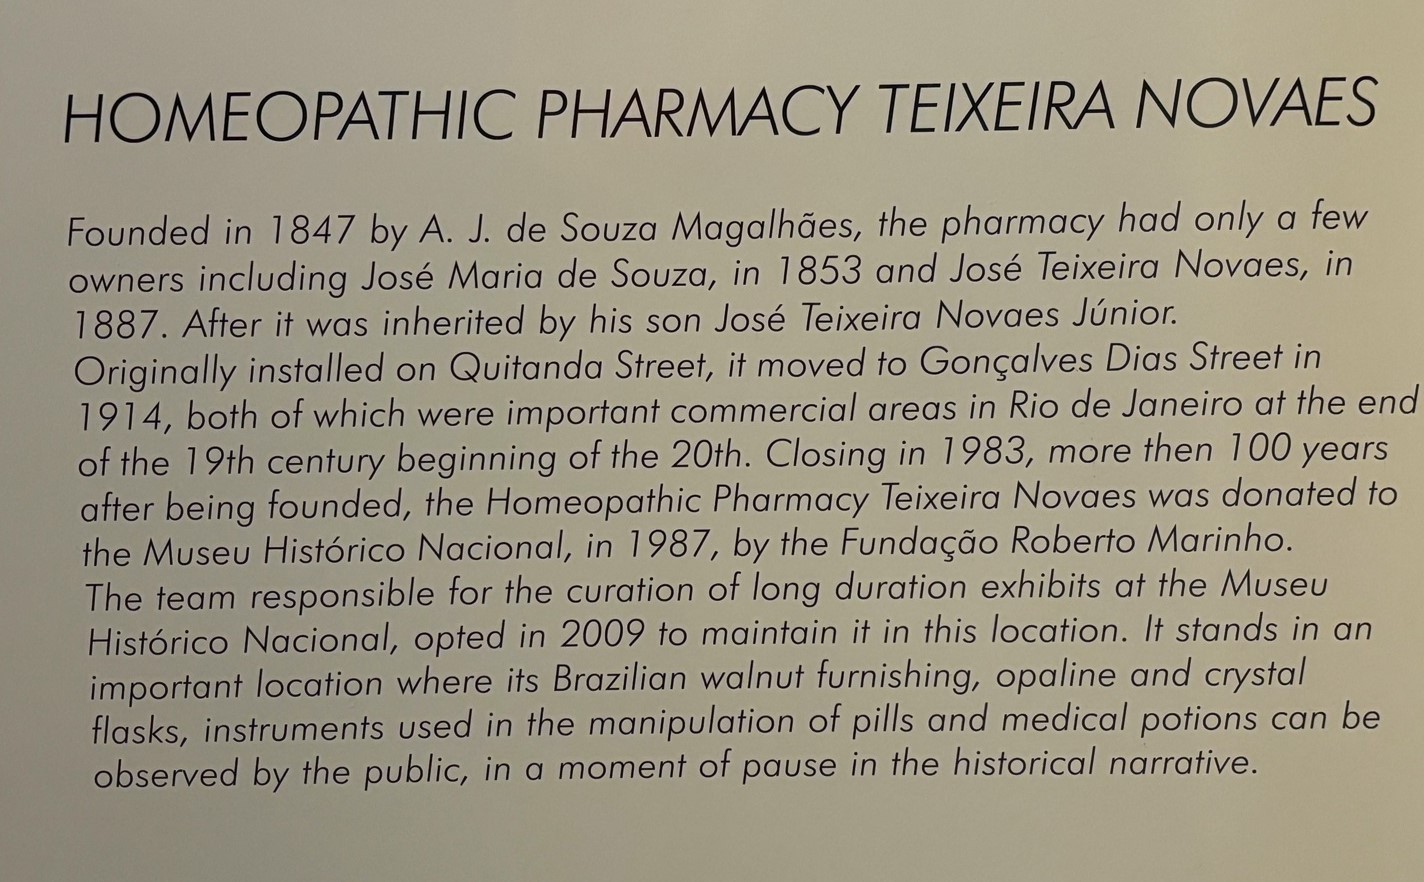 HOMEOPATHIC PHARMACY TEIXEIRA NOVAES
Founded in 1847 by A. J. de Souza Magalhães, the pharmacy had only a few
owners including José Maria de Souza, in 1853 and José Teixeira Novaes, in
1887. After it was inherited by his son José Teixeira Novaes Júnior.
Originally installed on Quitanda Street, it moved to Gonçalves Dias Street in
1914, both of which were important commercial areas in Rio de Janeiro at the end
of the 19th century beginning of the 20th. Closing in 1983, more then 100 years
after being founded, the Homeopathic Pharmacy Teixeira Novaes was donated to
the Museu Histórico Nacional, in 1987, by the Fundação Roberto Marinho.
The team responsible for the curation of long duration exhibits at the Museu
Histórico Nacional, opted in 2009 to maintain it in this location. It stands in an
important location where its Brazilian walnut furnishing, opaline and crystal
flasks, instruments used in the manipulation of pills and medical potions can be
observed by the public, in a moment of pause in the historical narrative.